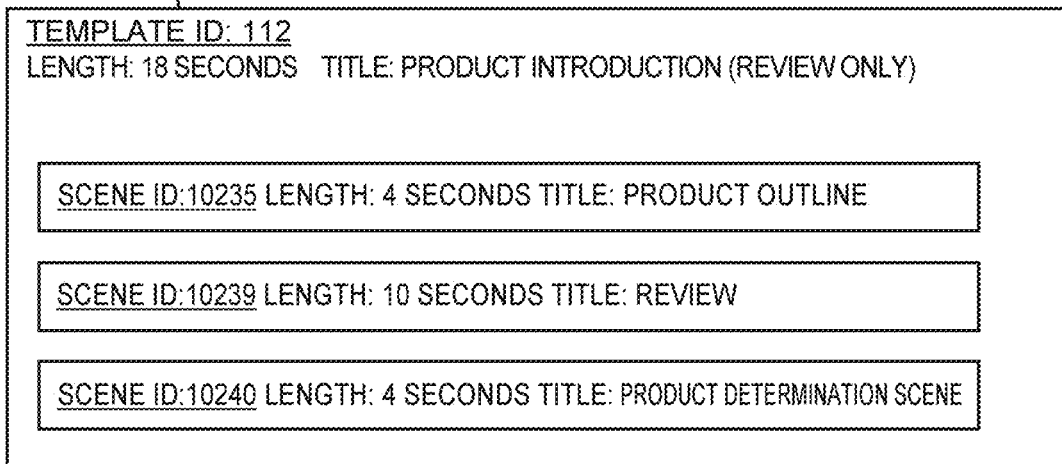 TEMPLATE ID: 112
LENGTH: 18 SECONDS TITLE: PRODUCT INTRODUCTION (REVIEW ONLY)
SCENE ID:10235 LENGTH: 4 SECONDS TITLE: PRODUCT OUTLINE
SCENE ID:10239 LENGTH: 10 SECONDS TITLE: REVIEW
SCENE ID:10240 LENGTH: 4 SECONDS TITLE: PRODUCT DETERMINATION SCENE